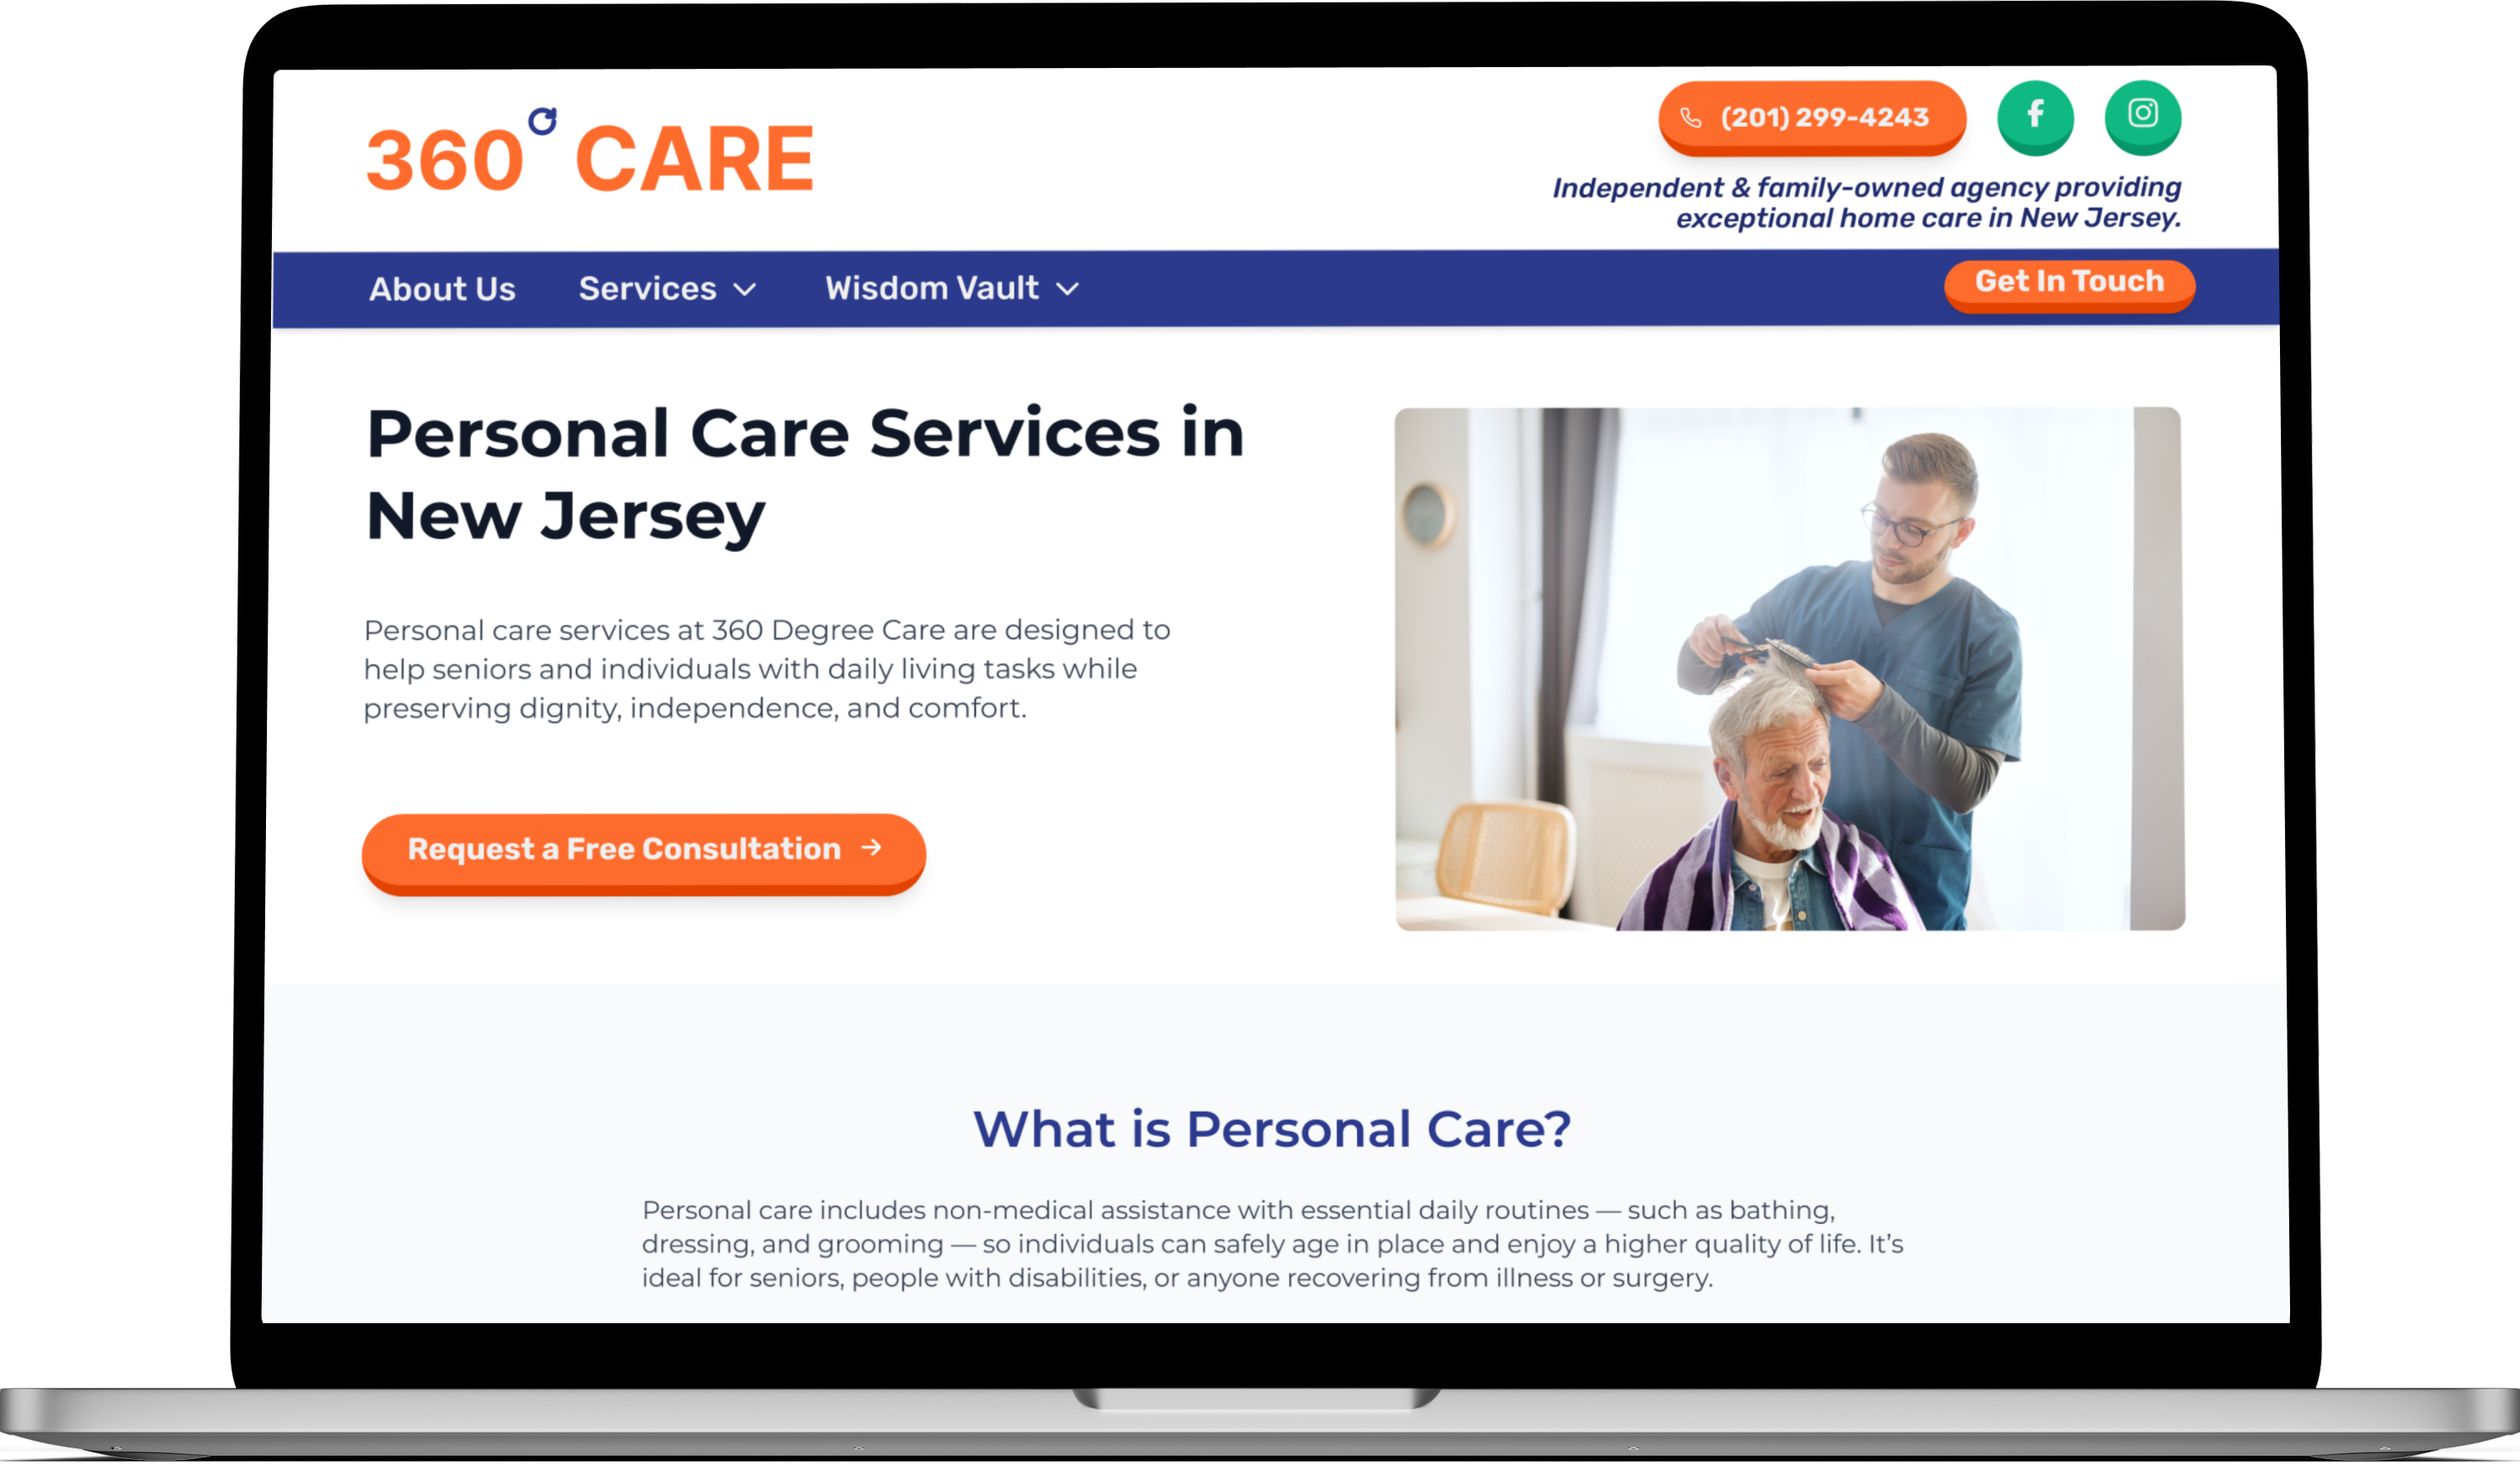 360 CARE
(201) 299-4243
Independent & family-owned agency providing
exceptional home care in New Jersey.
About Us
Services
Wisdom Vault
Get In Touch
Personal Care Services in
New Jersey
Personal care services at 360 Degree Care are designed to
help seniors and individuals with daily living tasks while
preserving dignity, independence, and comfort.
Request a Free Consultation →
What is Personal Care?
Personal care includes non-medical assistance with essential daily routines — such as bathing,
dressing, and grooming — so individuals can safely age in place and enjoy a higher quality of life. It’s
ideal for seniors, people with disabilities, or anyone recovering from illness or surgery.